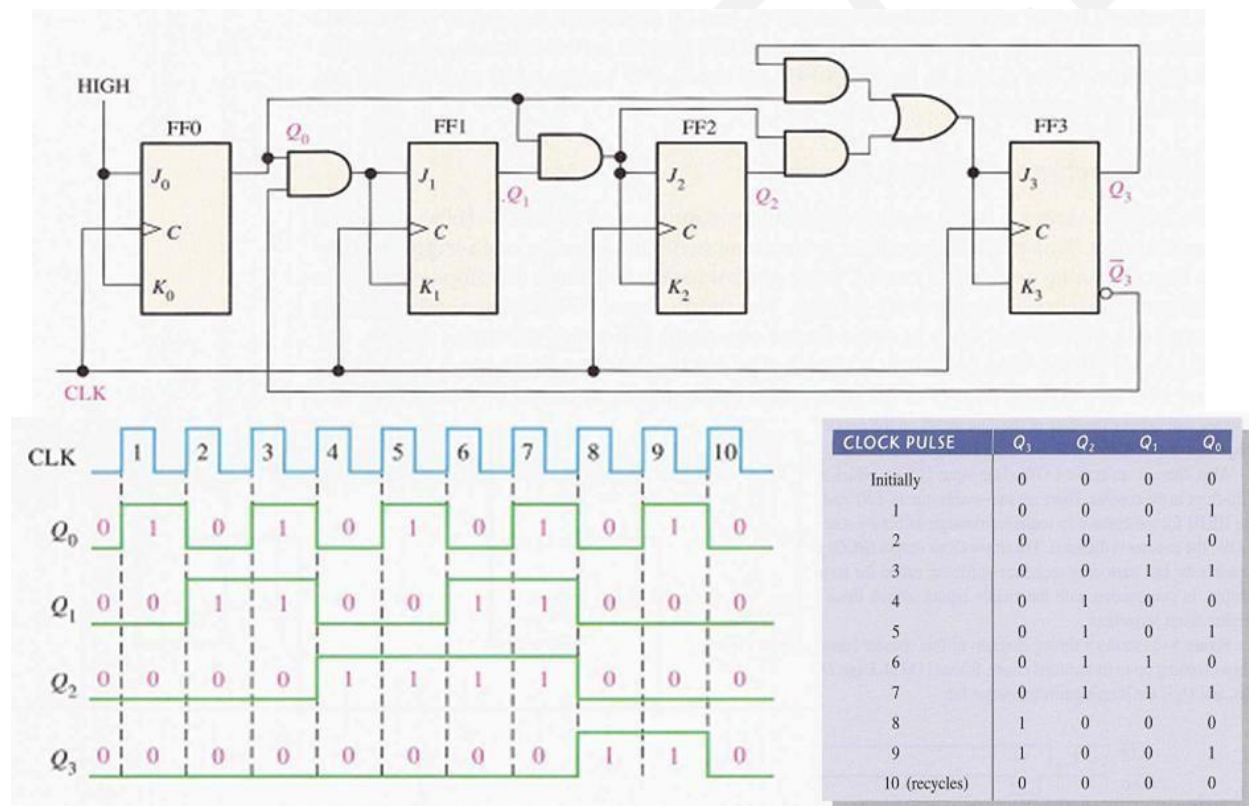 HIGH
FF0 FF1 FF2 FF3
Q0
J0 J1 J2 J3
Q1 Q2 Q3
C C C C
Q̅3
K0 K1 K2 K3
CLK
CLK 1 2 3 4 5 6 7 8 9 10
Q0 0 1 0 1 0 1 0 1 0 1 0
Q1 0 0 1 1 0 0 1 1 0 0 0
Q2 0 0 0 0 1 1 1 1 0 0 0
Q3 0 0 0 0 0 0 0 0 1 1 0
CLOCK PULSE Q3 Q2 Q1 Q0
Initially 0 0 0 0
1 0 0 0 1
2 0 0 1 0
3 0 0 1 1
4 0 1 0 0
5 0 1 0 1
6 0 1 1 0
7 0 1 1 1
8 1 0 0 0
9 1 0 0 1
10 (recycles) 0 0 0 0